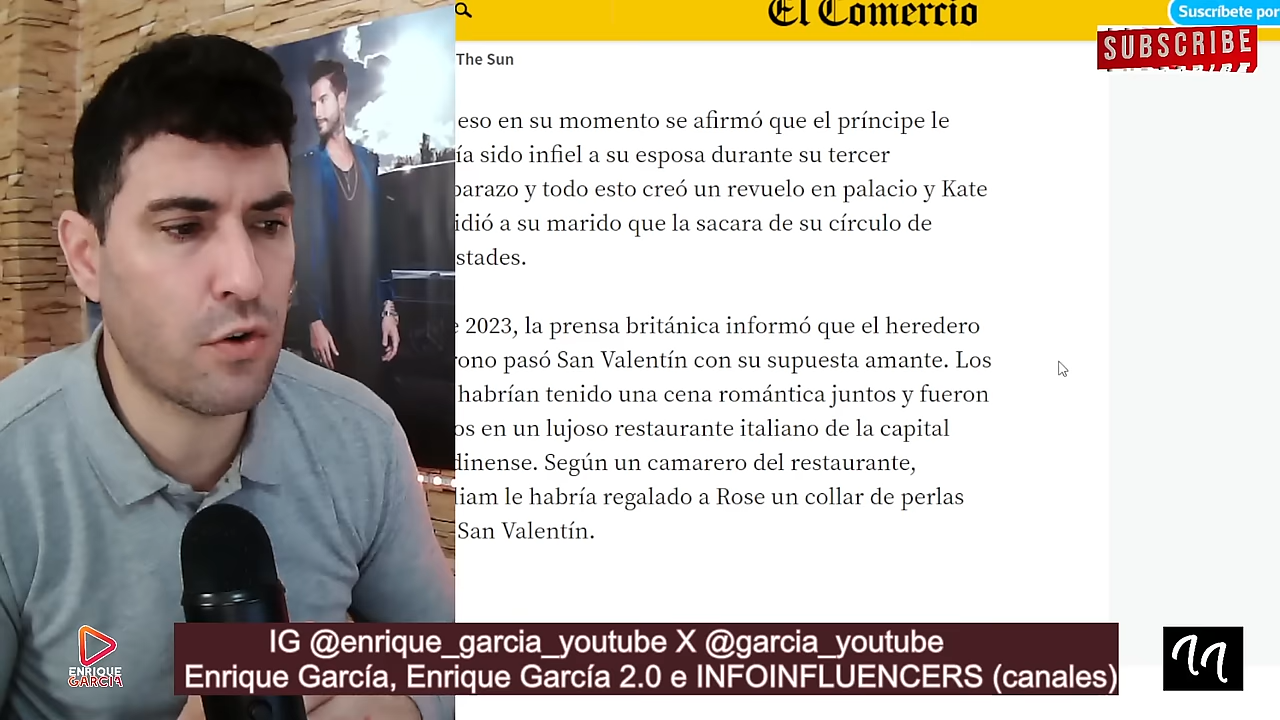 El Comercio
Suscríbete por
SUBSCRIBE
The Sun
eso en su momento se afirmó que el príncipe le
ía sido infiel a su esposa durante su tercer
barazo y todo esto creó un revuelo en palacio y Kate
idió a su marido que la sacara de su círculo de
stades.
e 2023, la prensa británica informó que el heredero
rono pasó San Valentín con su supuesta amante. Los
habrían tenido una cena romántica juntos y fueron
os en un lujoso restaurante italiano de la capital
dinense. Según un camarero del restaurante,
liam le habría regalado a Rose un collar de perlas
San Valentín.
IG @enrique_garcia_youtube X @garcia_youtube
Enrique García, Enrique García 2.0 e INFOINFLUENCERS (canales)
ENRIQUE
GARCÍA